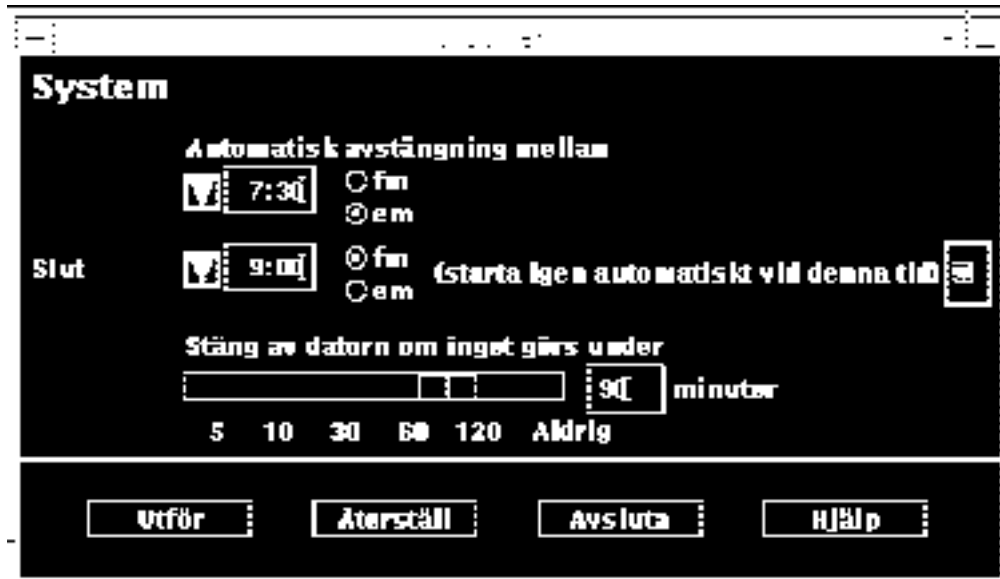 System
Automatisk avstängning mellan
7:30 fm
em
Slut 9:00 fm (starta igen automatiskt vid denna tid)
em
Stäng av datorn om inget görs under
90 minuter
5 10 30 60 120 Aldrig
Utför Återställ Avsluta Hjälp